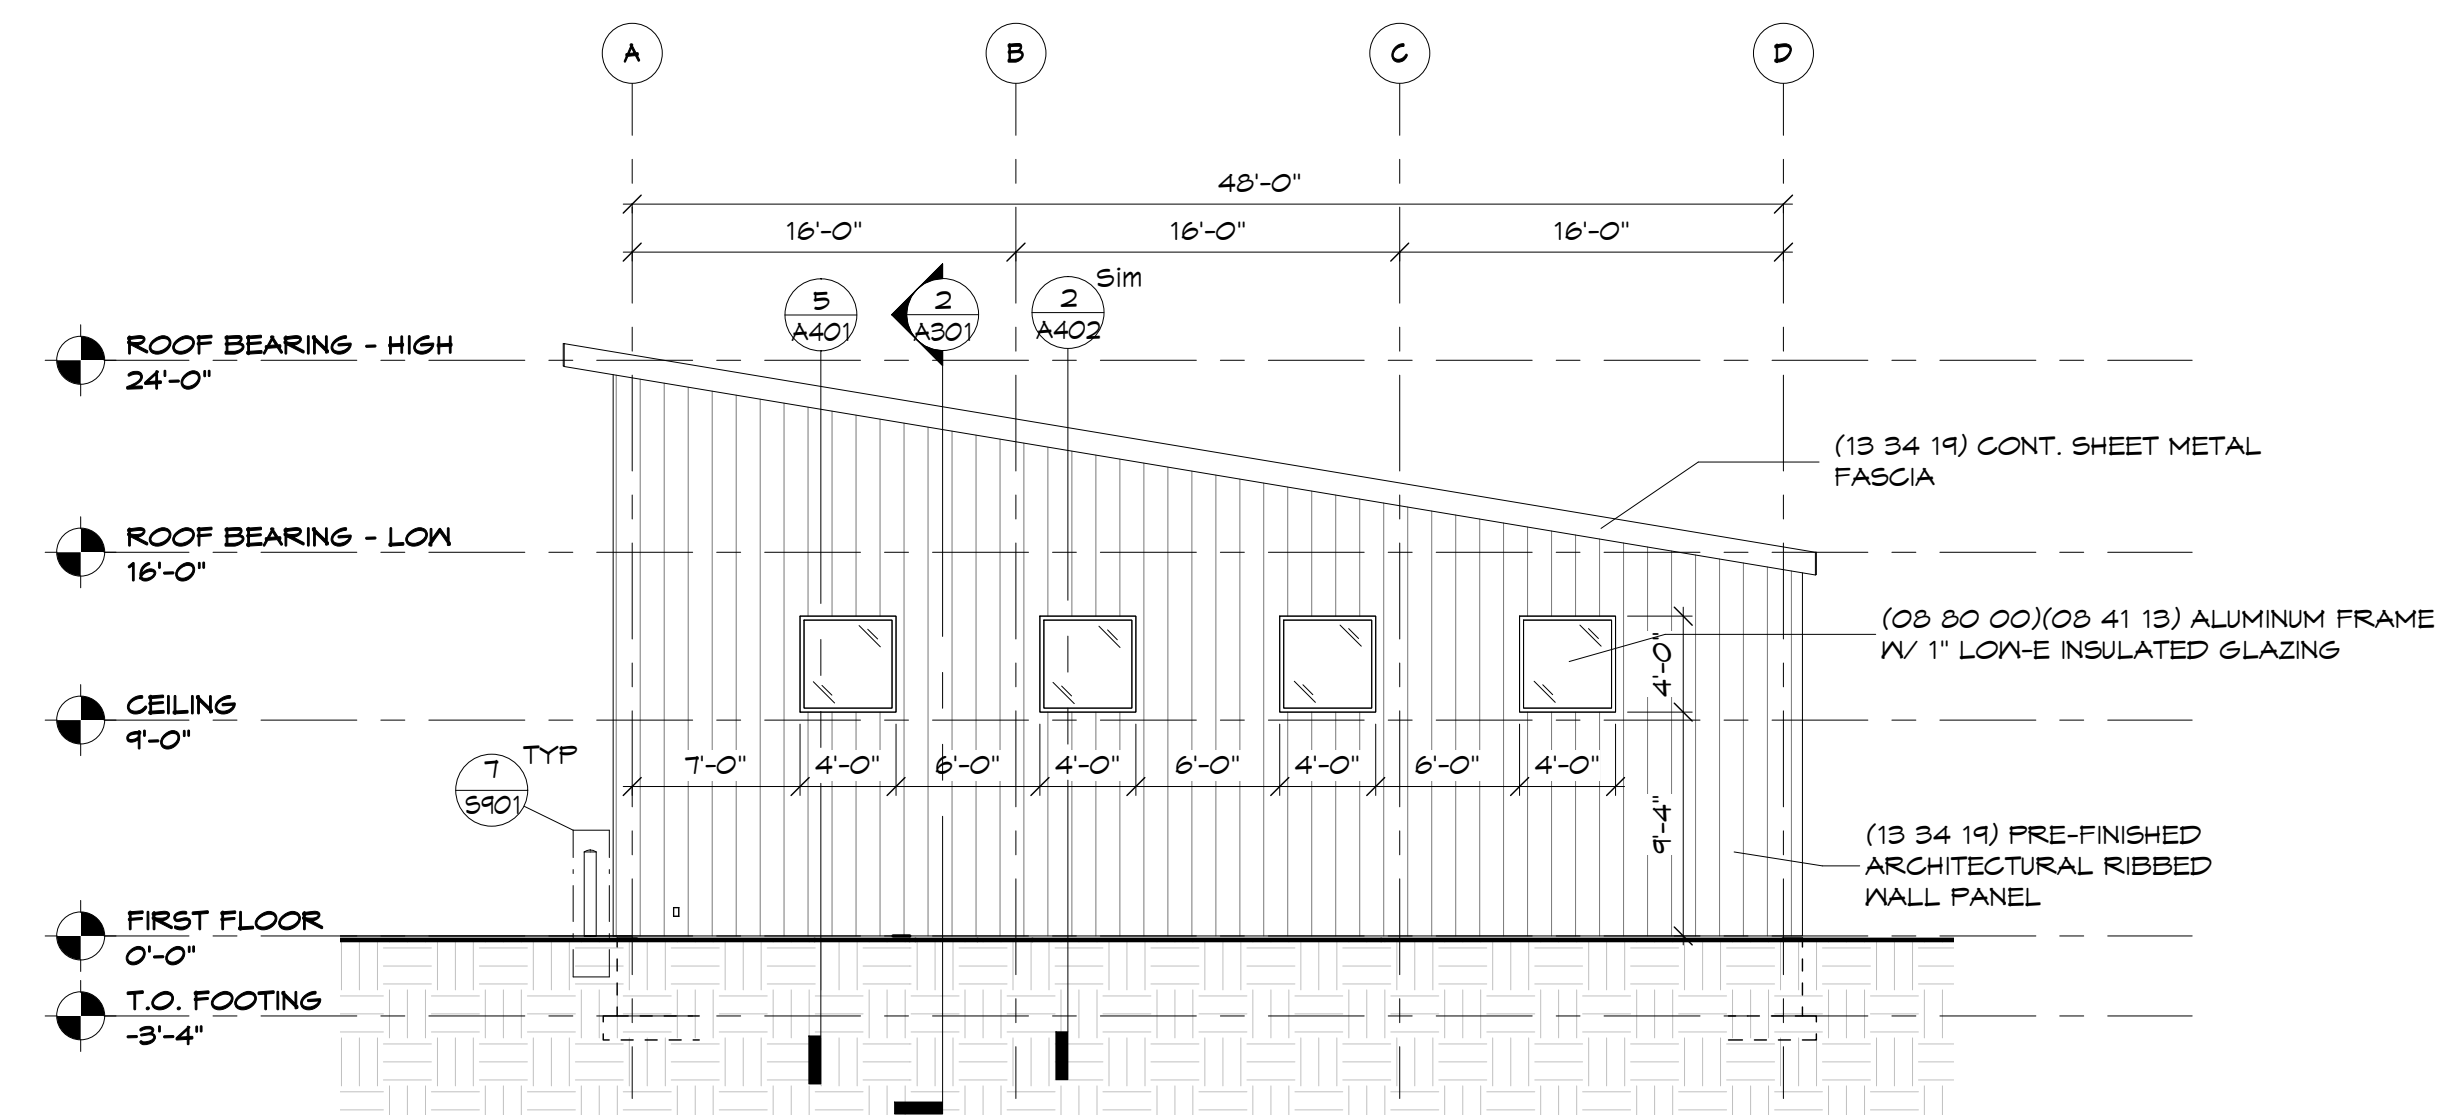 A
B
C
D
48'-0"
16'-0"
16'-0"
16'-0"
5
A401
2
A301
2
A402
Sim
ROOF BEARING - HIGH
24'-0"
(13 34 19) CONT. SHEET METAL
FASCIA
ROOF BEARING - LOW
16'-0"
(08 80 00)(08 41 13) ALUMINUM FRAME
W/ 1" LOW-E INSULATED GLAZING
4'-0"
CEILING
9'-0"
7
S901
TYP
7'-0"
4'-0"
6'-0"
4'-0"
6'-0"
4'-0"
6'-0"
4'-0"
9'-4"
(13 34 19) PRE-FINISHED
ARCHITECTURAL RIBBED
WALL PANEL
FIRST FLOOR
0'-0"
T.O. FOOTING
-3'-4"